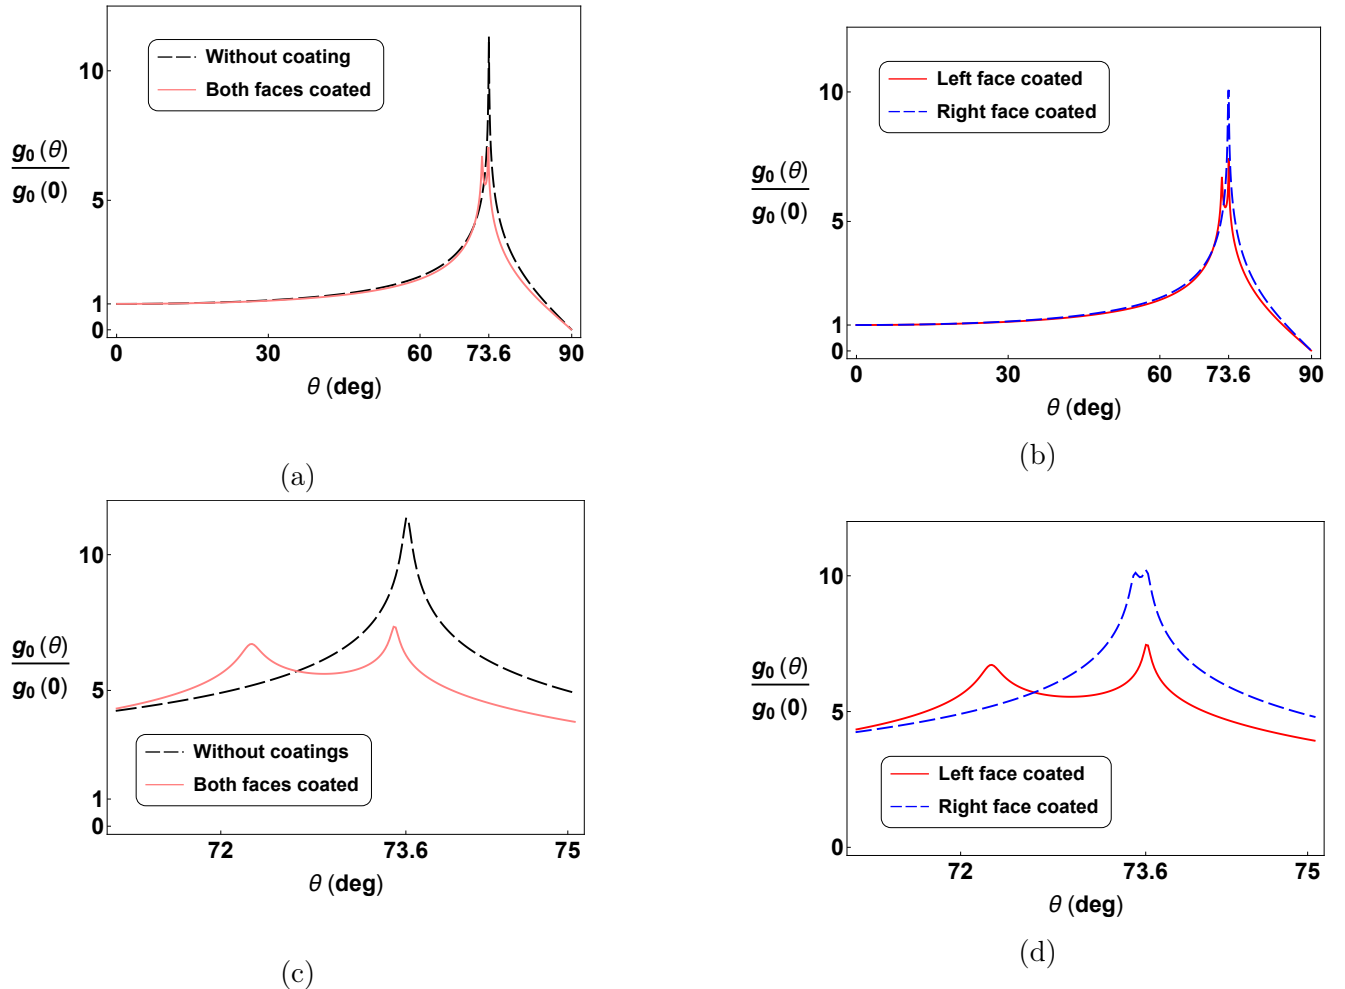 10
5
1
0
g₀(θ)
g₀(0)
Without coating
Both faces coated
0 30 60 73.6 90
θ (deg)
(a)
10
5
1
0
g₀(θ)
g₀(0)
Left face coated
Right face coated
0 30 60 73.6 90
θ (deg)
(b)
10
5
1
0
g₀(θ)
g₀(0)
Without coatings
Both faces coated
72 73.6 75
θ (deg)
(c)
10
5
0
g₀(θ)
g₀(0)
Left face coated
Right face coated
72 73.6 75
θ (deg)
(d)